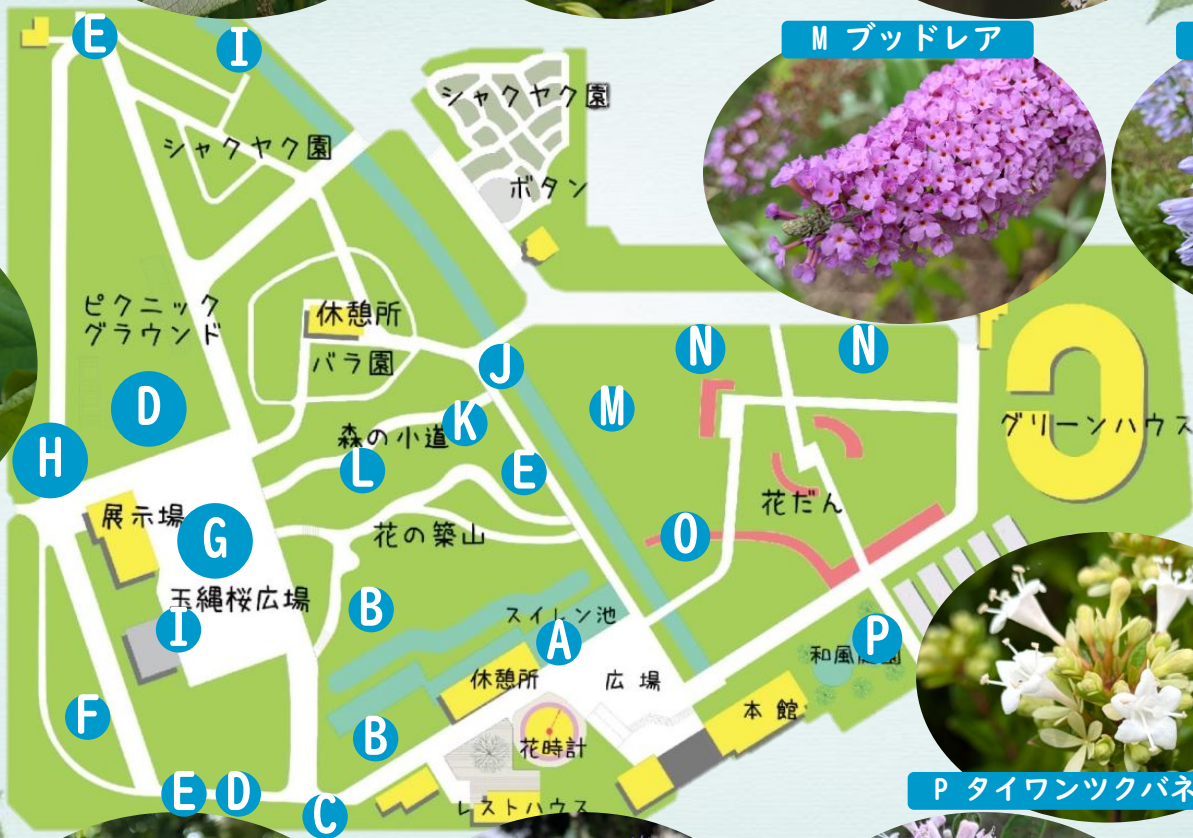 E
I
M ブッドレア
シャクヤク園
シャクヤク園
ボタン
ピクニック
グラウンド
休憩所
バラ園
J
N
N
D
K
M
グリーンハウス
森の小道
H
L
E
展示場
G
花の築山
花だん
O
玉縄桜広場
I
B
スイレン池
A
P
休憩所
広場
和風庭園
F
B
本館
花時計
E
D
C
レストハウス
P タイワンツクバネ